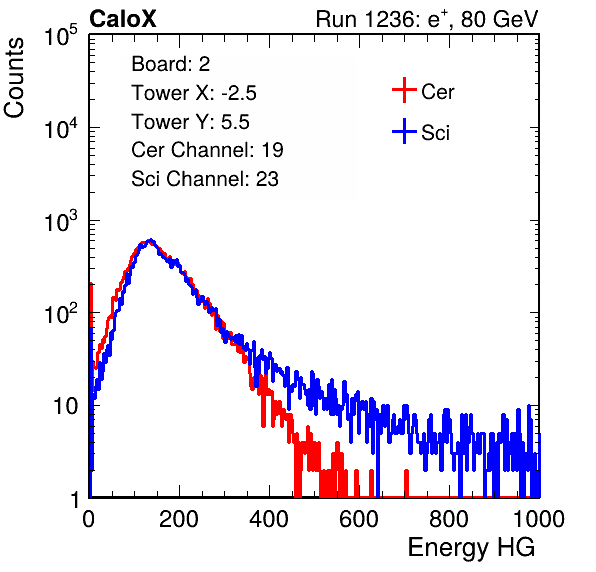 CaloX Run 1236: e⁺, 80 GeV
Counts
10⁵
10⁴
10³
10²
10
1
Board: 2
Tower X: -2.5
Tower Y: 5.5
Cer Channel: 19
Sci Channel: 23
Cer
Sci
0 200 400 600 800 1000
Energy HG